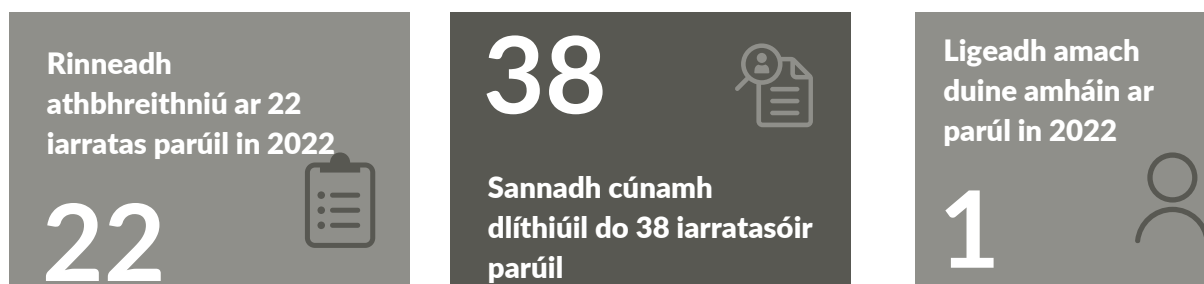 Rinneadh
athbhreithniú ar 22
iarratas parúil in 2022
22
38
Sannadh cúnamh
dlíthiúil do 38 iarratasóir
parúil
Ligeadh amach
duine amháin ar
parúl in 2022
1